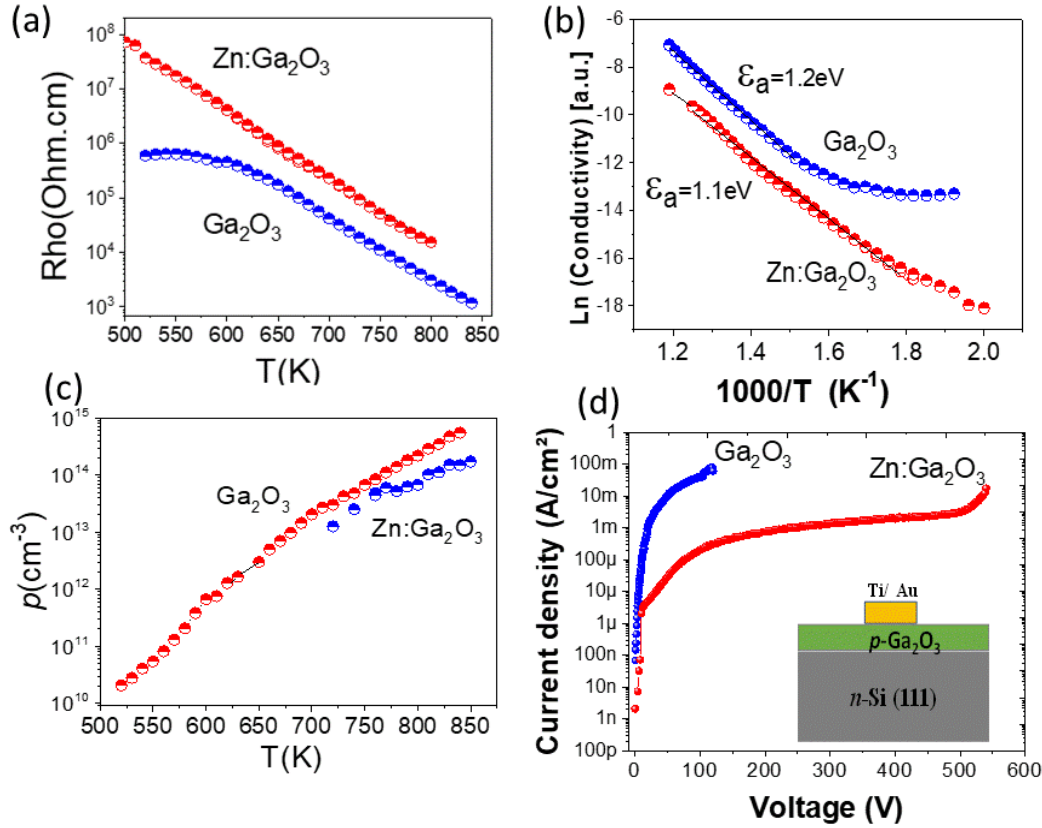 (a)
Rho(Ohm.cm)
10⁸
10⁷
10⁶
10⁵
10⁴
10³
Zn:Ga₂O₃
Ga₂O₃
500 550 600 650 700 750 800 850
T(K)
(b)
Ln (Conductivity) [a.u.]
-6
-8
-10
-12
-14
-16
-18
Ɛₐ=1.2eV
Ga₂O₃
Ɛₐ=1.1eV
Zn:Ga₂O₃
1.2 1.4 1.6 1.8 2.0
1000/T (K⁻¹)
(c)
p(cm⁻³)
10¹⁵
10¹⁴
10¹³
10¹²
10¹¹
10¹⁰
Ga₂O₃
Zn:Ga₂O₃
500 550 600 650 700 750 800 850
T(K)
(d)
Current density (A/cm²)
1
100m
10m
1m
100µ
10µ
1µ
100n
10n
1n
100p
Ga₂O₃
Zn:Ga₂O₃
Ti/ Au
p-Ga₂O₃
n-Si (111)
0 100 200 300 400 500 600
Voltage (V)